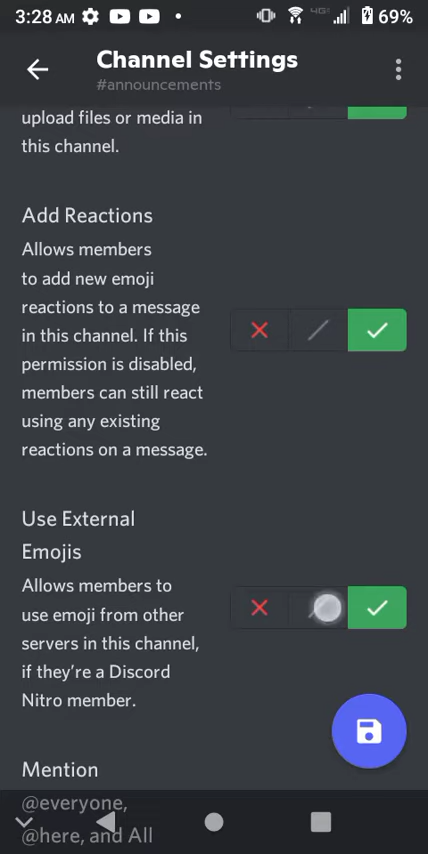 3:28 AM 4G 69%
Channel Settings
#announcements
upload files or media in
this channel.
Add Reactions
Allows members
to add new emoji
reactions to a message
in this channel. If this
permission is disabled,
members can still react
using any existing
reactions on a message.
Use External
Emojis
Allows members to
use emoji from other
servers in this channel,
if they’re a Discord
Nitro member.
Mention
@everyone,
@here, and All